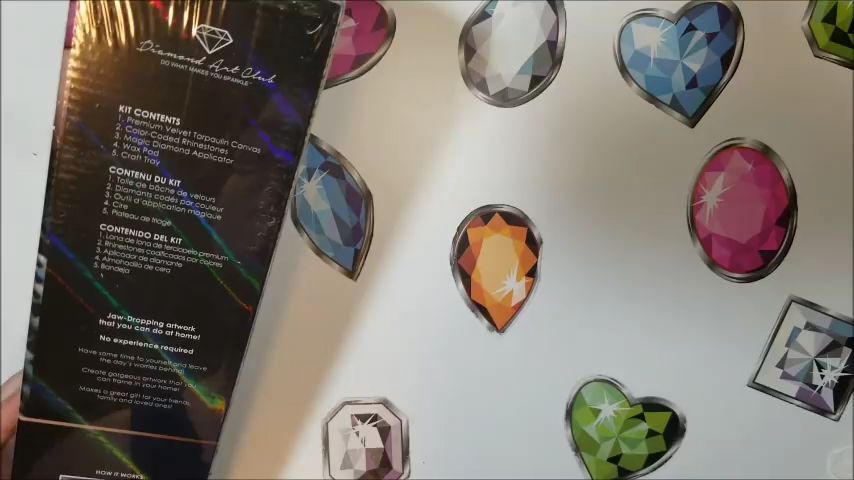 Diamond Art Club
DO WHAT MAKES YOU SPARKLE
KIT CONTENTS
1. Premium Velvet Tarpaulin Canvas
2. Color-Coded Rhinestones
3. Magic Diamond Applicator
4. Wax Pad
5. Craft Tray
CONTENU DU KIT
1. Toile de bâche de velours
2. Diamants codés par couleur
3. Outil d'application magique
4. Cire
5. Plateau de triage
CONTENIDO DEL KIT
1. Lona de lona de terciopelo premium
2. Rhinestones codificados por colores
3. Aplicador de diamante
4. Almohadilla de cera
5. Bandeja
Jaw-Dropping artwork
that you can do at home!
No experience required
Have some time to yourself and leave
the day's worries behind!
Create gorgeous artwork that you
can frame in your home!
Makes a great gift for your friends,
family and loved ones!
HOW IT WORKS: